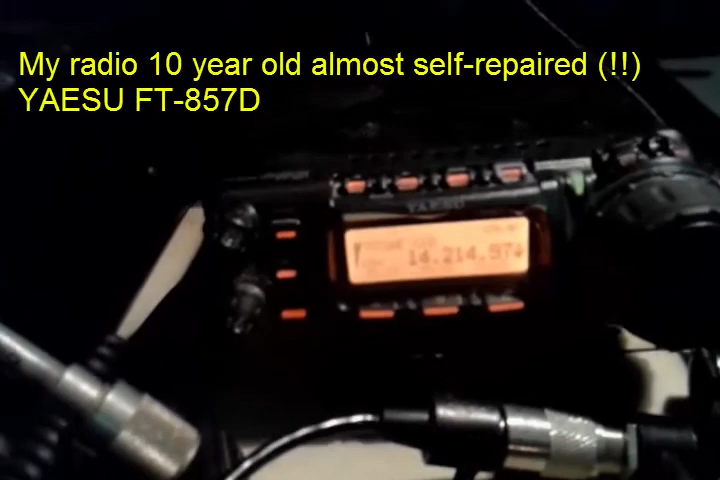 My radio 10 year old almost self-repaired (!!)
YAESU FT-857D
YAESU
14.214.97